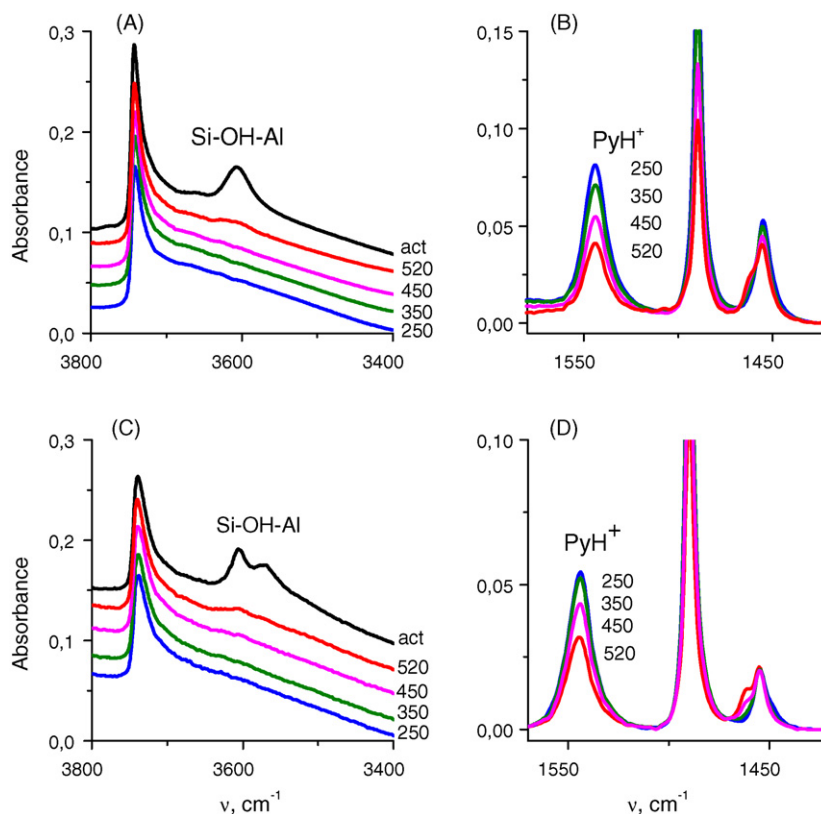 (A)
0,3
0,2
0,1
0,0
Absorbance
Si-OH-Al
act
520
450
350
250
3800
3600
3400
(B)
0,15
0,10
0,05
0,00
PyH+
250
350
450
520
1550
1450
(C)
0,3
0,2
0,1
0,0
Absorbance
Si-OH-Al
act
520
450
350
250
3800
3600
3400
ν, cm-1
(D)
0,10
0,05
0,00
PyH+
250
350
450
520
1550
1450
ν, cm-1